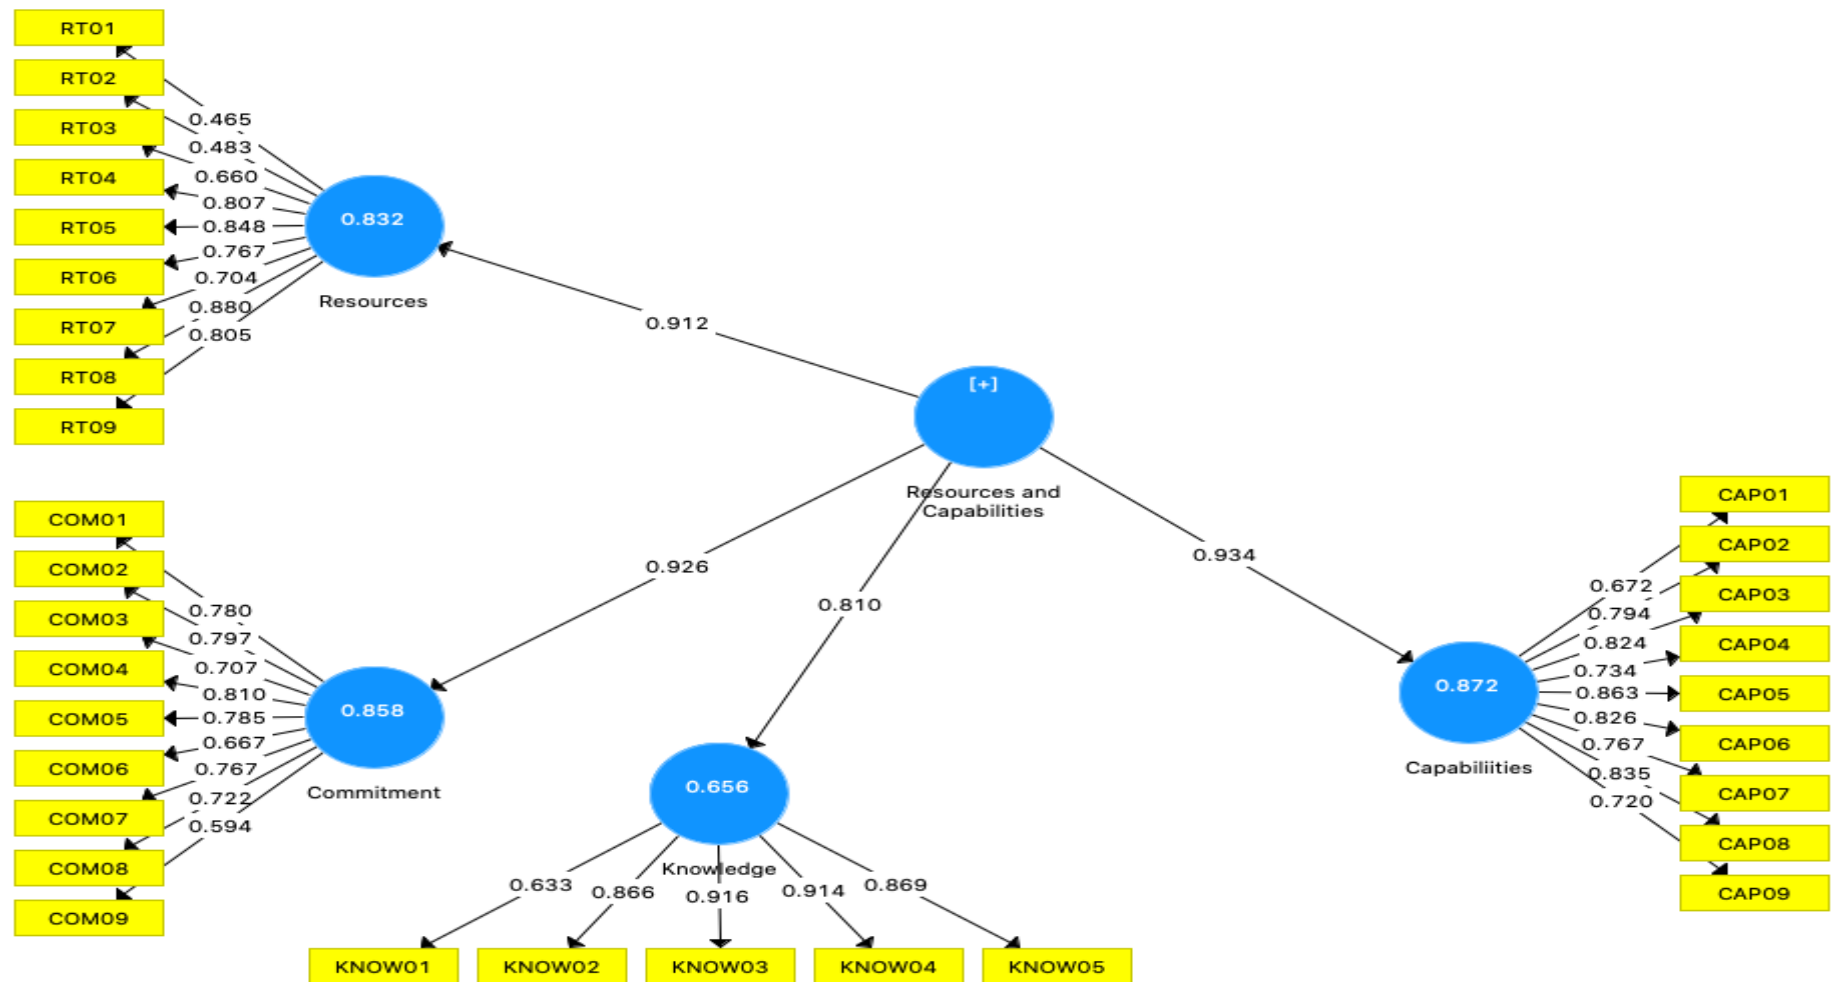 RT01
RT02
RT03
RT04
RT05
RT06
RT07
RT08
RT09
0.465
0.483
0.660
0.807
0.848
0.767
0.704
0.880
0.805
0.832
Resources
0.912
[+]
Resources and
Capabilities
0.926
0.810
0.934
COM01
COM02
COM03
COM04
COM05
COM06
COM07
COM08
COM09
0.780
0.797
0.707
0.810
0.785
0.667
0.767
0.722
0.594
0.858
Commitment
0.656
Knowledge
0.633
0.866
0.916
0.914
0.869
KNOW01
KNOW02
KNOW03
KNOW04
KNOW05
0.872
Capabiliities
0.672
0.794
0.824
0.734
0.863
0.826
0.767
0.835
0.720
CAP01
CAP02
CAP03
CAP04
CAP05
CAP06
CAP07
CAP08
CAP09